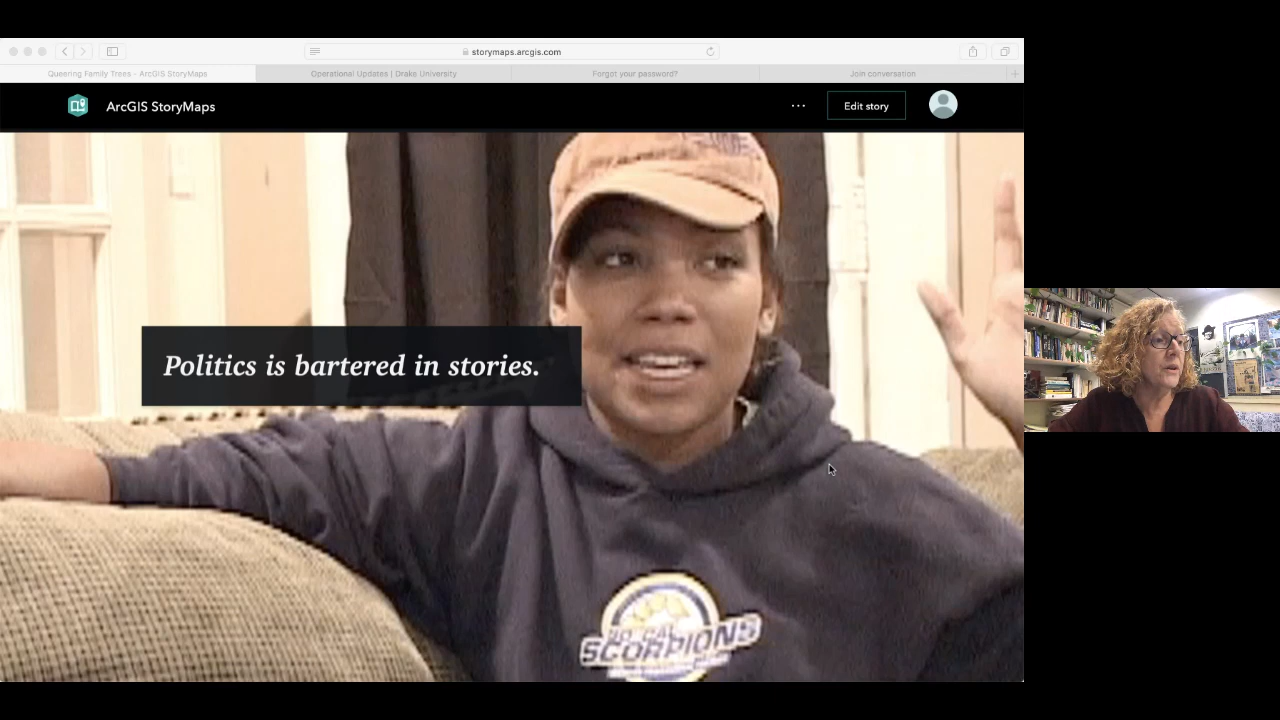 storymaps.arcgis.com
Queering Family Trees - ArcGIS StoryMaps
Operational Updates | Drake University
Forgot your password?
Join conversation
ArcGIS StoryMaps
Edit story
Politics is bartered in stories.
SCORPIONS